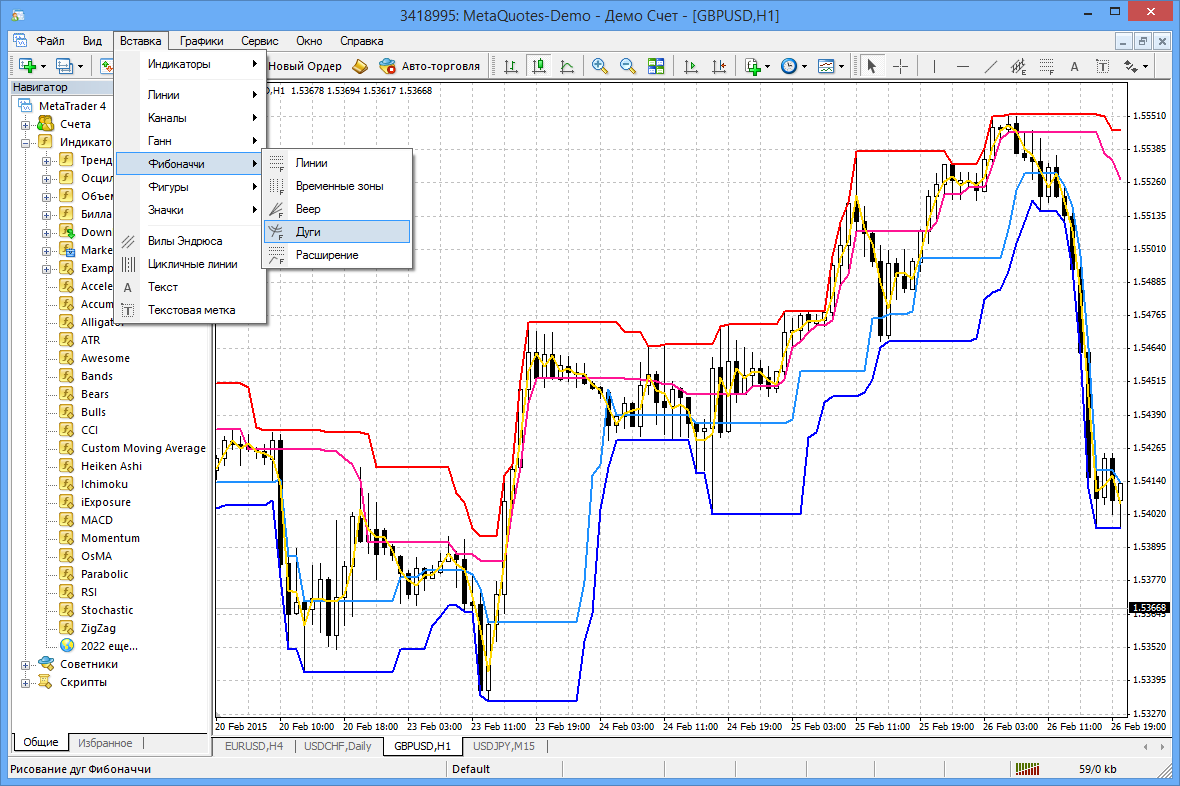 3418995: MetaQuotes-Demo - Демо Счет - [GBPUSD,H1]
Файл Вид Вставка Графики Сервис Окно Справка
Новый Ордер Авто-торговля
Навигатор
MetaTrader 4
Счета
Индикато
Тренд
Осцил
Объем
Билла
Down
Marke
Examp
Accele
Accum
Alligato
ATR
Awesome
Bands
Bears
Bulls
CCI
Custom Moving Average
Heiken Ashi
Ichimoku
iExposure
MACD
Momentum
OsMA
Parabolic
RSI
Stochastic
ZigZag
2022 еще...
Советники
Скрипты
Общие Избранное
Индикаторы
Линии
Каналы
Ганн
Фибоначчи
Фигуры
Значки
Вилы Эндрюса
Цикличные линии
Текст
Текстовая метка
Линии
Временные зоны
Веер
Дуги
Расширение
,H1 1.53678 1.53694 1.53617 1.53668
1.55510
1.55385
1.55260
1.55135
1.55010
1.54885
1.54765
1.54640
1.54515
1.54390
1.54265
1.54140
1.54020
1.53895
1.53770
1.53668
1.53645
1.53520
1.53395
1.53270
20 Feb 2015 20 Feb 10:00 20 Feb 18:00 23 Feb 03:00 23 Feb 11:00 23 Feb 19:00 24 Feb 03:00 24 Feb 11:00 24 Feb 19:00 25 Feb 03:00 25 Feb 11:00 25 Feb 19:00 26 Feb 03:00 26 Feb 11:00 26 Feb 19:00
EURUSD,H4 USDCHF,Daily GBPUSD,H1 USDJPY,M15
Рисование дуг Фибоначчи Default 59/0 kb